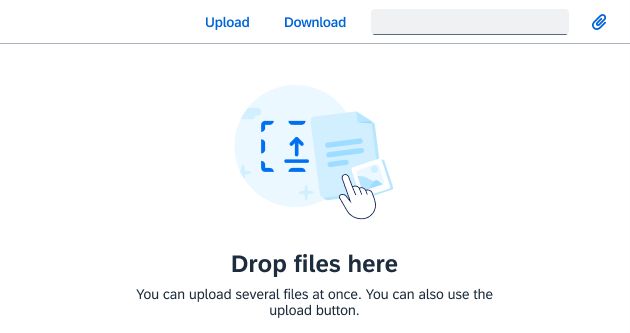 Upload Download
Drop files here
You can upload several files at once. You can also use the
upload button.